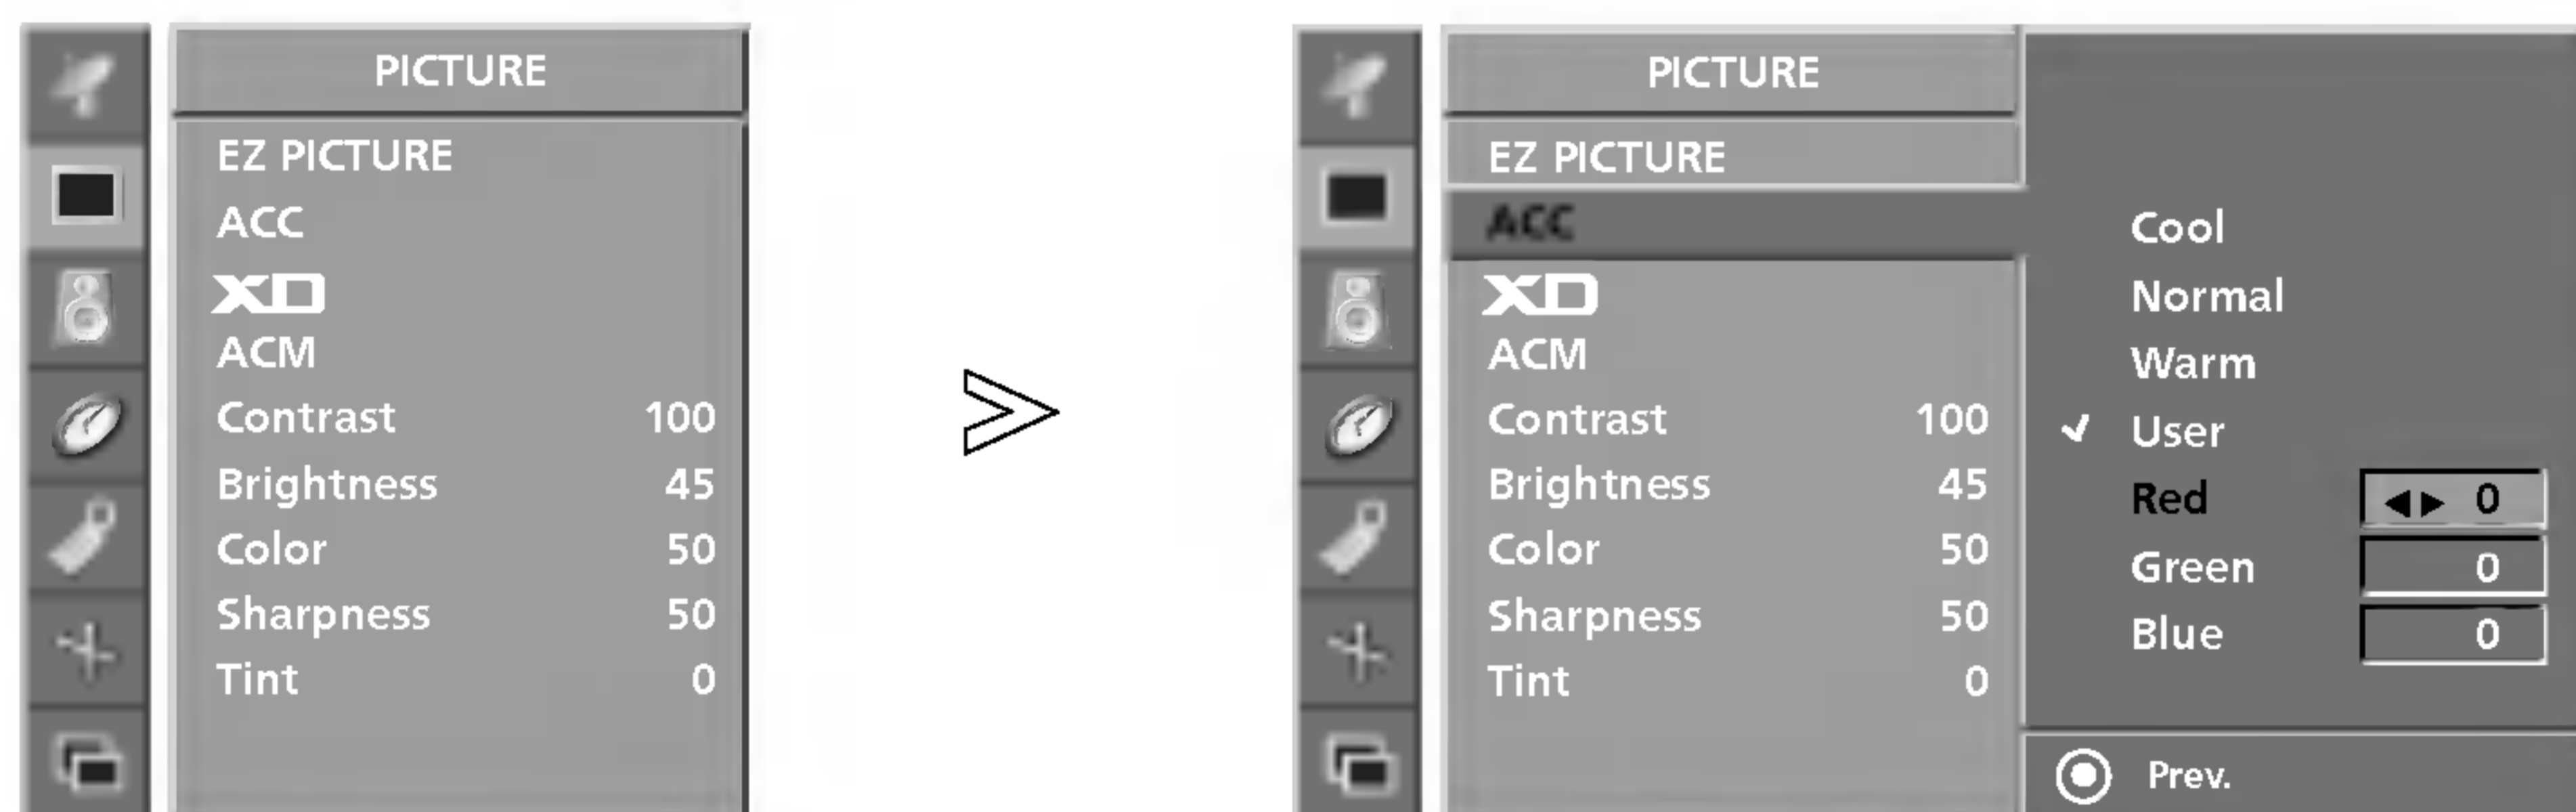 PICTURE
EZ PICTURE
ACC
XD
ACM
Contrast 100
Brightness 45
Color 50
Sharpness 50
Tint 0
PICTURE
EZ PICTURE
ACC
XD
ACM
Contrast 100
Brightness 45
Color 50
Sharpness 50
Tint 0
Cool
Normal
Warm
User
Red 0
Green 0
Blue 0
Prev.